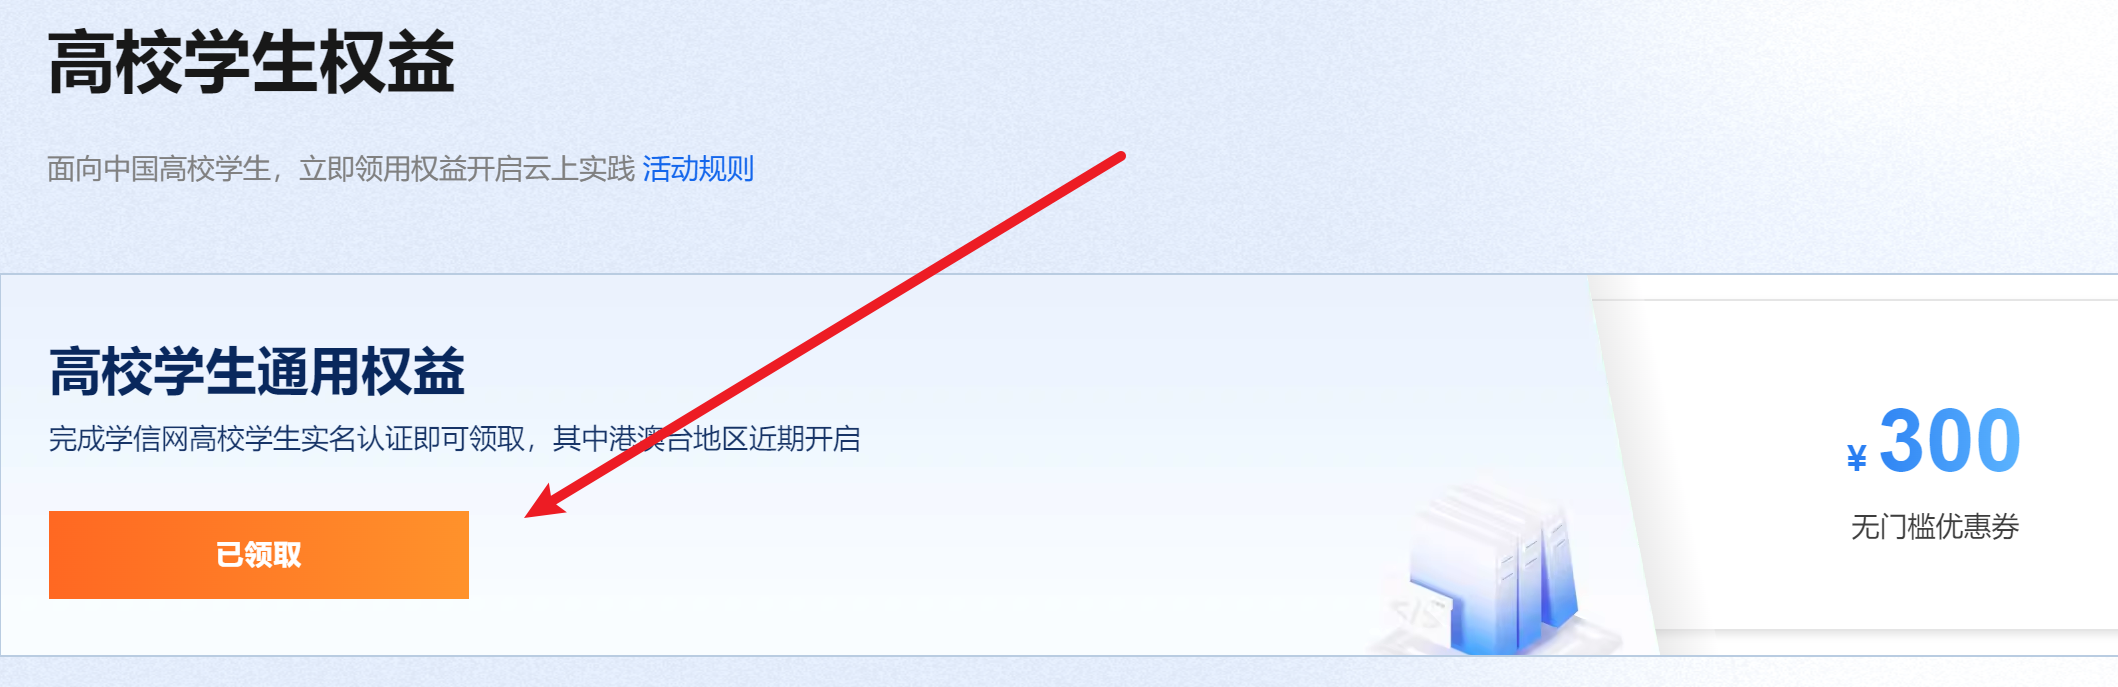 高校学生权益
面向中国高校学生，立即领用权益开启云上实践 活动规则
高校学生通用权益
完成学信网高校学生实名认证即可领取，其中港澳台地区近期开启
已领取
¥300
无门槛优惠券